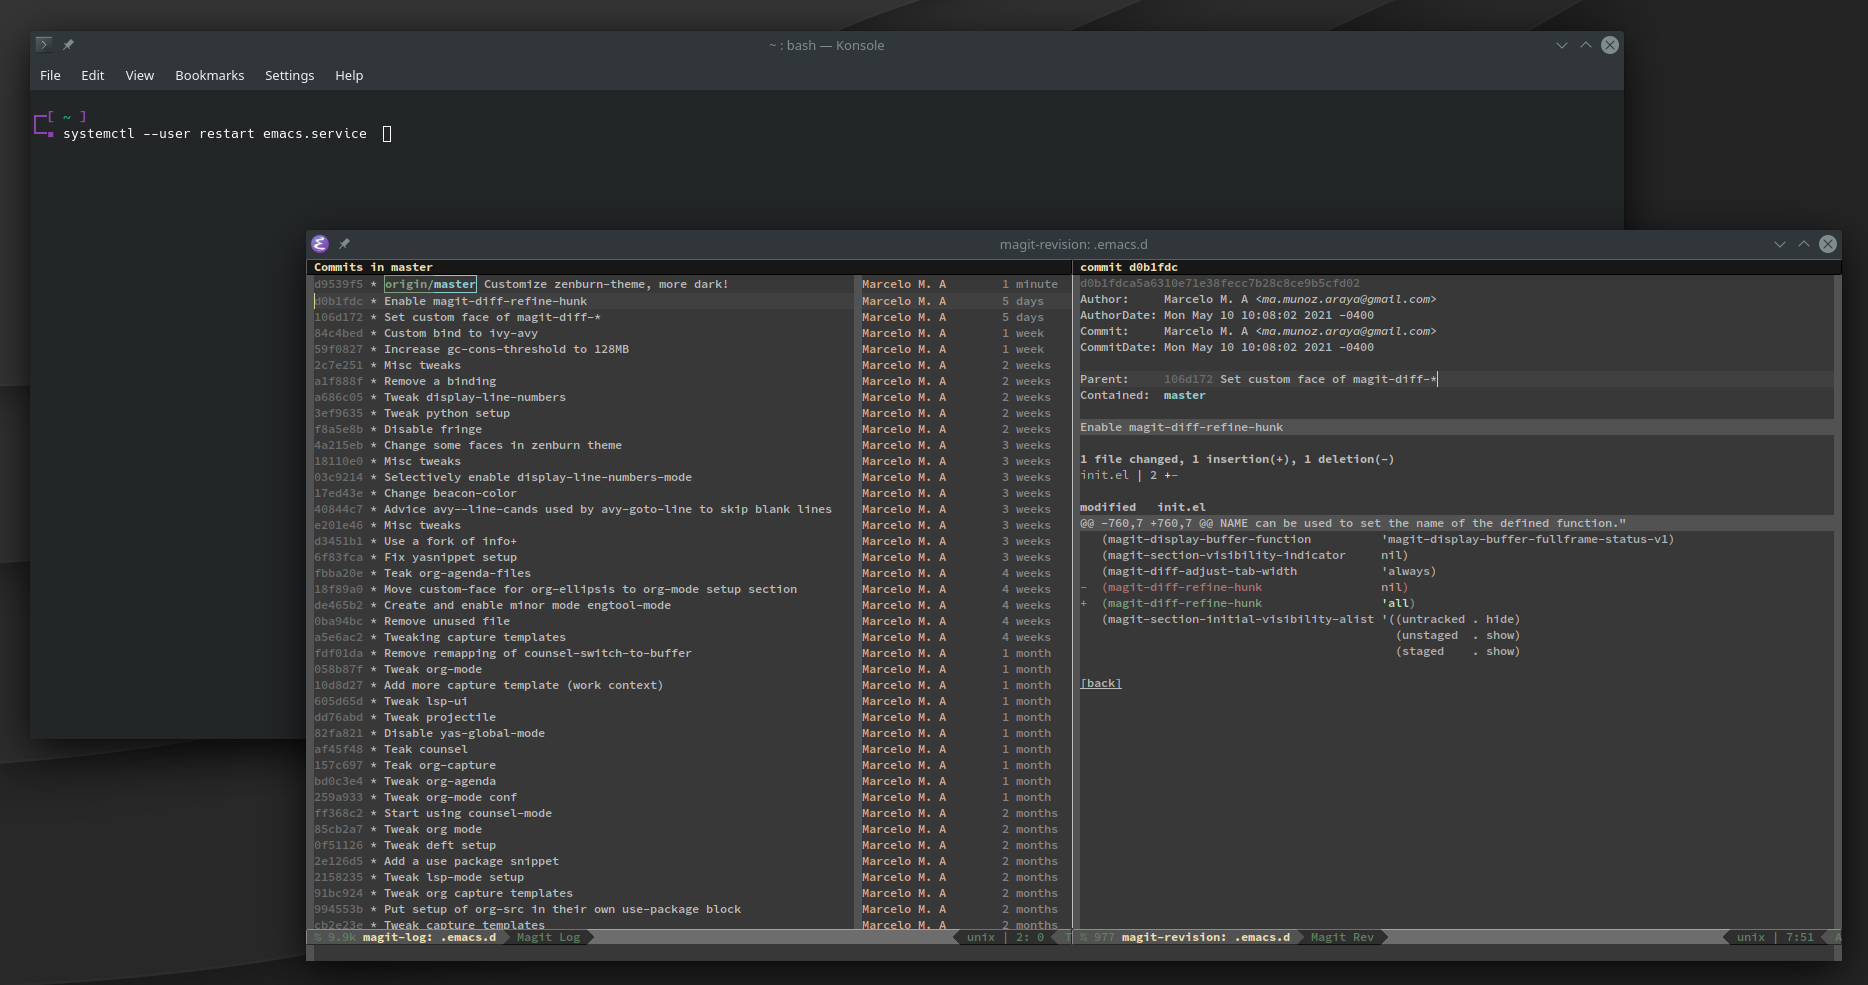 ~ : bash — Konsole
File Edit View Bookmarks Settings Help
[ ~ ]
systemctl --user restart emacs.service
magit-revision: .emacs.d
Commits in master
d9539f5 * origin/master Customize zenburn-theme, more dark! Marcelo M. A 1 minute
d0b1fdc * Enable magit-diff-refine-hunk Marcelo M. A 5 days
106d172 * Set custom face of magit-diff-* Marcelo M. A 5 days
84c4bed * Custom bind to ivy-avy Marcelo M. A 1 week
59f0827 * Increase gc-cons-threshold to 128MB Marcelo M. A 1 week
2c7e251 * Misc tweaks Marcelo M. A 2 weeks
a1f888f * Remove a binding Marcelo M. A 2 weeks
a686c05 * Tweak display-line-numbers Marcelo M. A 2 weeks
3ef9635 * Tweak python setup Marcelo M. A 2 weeks
f8a5e8b * Disable fringe Marcelo M. A 2 weeks
4a215eb * Change some faces in zenburn theme Marcelo M. A 3 weeks
18110e0 * Misc tweaks Marcelo M. A 3 weeks
03c9214 * Selectively enable display-line-numbers-mode Marcelo M. A 3 weeks
17ed43e * Change beacon-color Marcelo M. A 3 weeks
40844c7 * Advice avy--line-cands used by avy-goto-line to skip blank lines Marcelo M. A 3 weeks
e201e46 * Misc tweaks Marcelo M. A 3 weeks
d3451b1 * Use a fork of info+ Marcelo M. A 3 weeks
6f83fca * Fix yasnippet setup Marcelo M. A 3 weeks
fbba20e * Teak org-agenda-files Marcelo M. A 4 weeks
18f89a0 * Move custom-face for org-ellipsis to org-mode setup section Marcelo M. A 4 weeks
de465b2 * Create and enable minor mode engtool-mode Marcelo M. A 4 weeks
0ba94bc * Remove unused file Marcelo M. A 4 weeks
a5e6ac2 * Tweaking capture templates Marcelo M. A 4 weeks
fdf01da * Remove remapping of counsel-switch-to-buffer Marcelo M. A 1 month
058b87f * Tweak org-mode Marcelo M. A 1 month
10d8d27 * Add more capture template (work context) Marcelo M. A 1 month
605d65d * Tweak lsp-ui Marcelo M. A 1 month
dd76abd * Tweak projectile Marcelo M. A 1 month
82fa821 * Disable yas-global-mode Marcelo M. A 1 month
af45f48 * Teak counsel Marcelo M. A 1 month
157c697 * Teak org-capture Marcelo M. A 1 month
bd0c3e4 * Tweak org-agenda Marcelo M. A 1 month
259a933 * Tweak org-mode conf Marcelo M. A 1 month
ff368c2 * Start using counsel-mode Marcelo M. A 2 months
85cb2a7 * Tweak org mode Marcelo M. A 2 months
0f51126 * Tweak deft setup Marcelo M. A 2 months
2e126d5 * Add a use package snippet Marcelo M. A 2 months
2158235 * Tweak lsp-mode setup Marcelo M. A 2 months
91bc924 * Tweak org capture templates Marcelo M. A 2 months
994553b * Put setup of org-src in their own use-package block Marcelo M. A 2 months
cb2e23e * Tweak capture templates Marcelo M. A 2 months
% 9.9k magit-log: .emacs.d Magit Log unix | 2: 0 T
commit d0b1fdc
d0b1fdca5a6310e71e38fecc7b28c8ce9b5cfd02
Author: Marcelo M. A <ma.munoz.araya@gmail.com>
AuthorDate: Mon May 10 10:08:02 2021 -0400
Commit: Marcelo M. A <ma.munoz.araya@gmail.com>
CommitDate: Mon May 10 10:08:02 2021 -0400
Parent: 106d172 Set custom face of magit-diff-*
Contained: master
Enable magit-diff-refine-hunk
1 file changed, 1 insertion(+), 1 deletion(-)
init.el | 2 +-
modified init.el
@@ -760,7 +760,7 @@ NAME can be used to set the name of the defined function."
(magit-display-buffer-function 'magit-display-buffer-fullframe-status-v1)
(magit-section-visibility-indicator nil)
(magit-diff-adjust-tab-width 'always)
- (magit-diff-refine-hunk nil)
+ (magit-diff-refine-hunk 'all)
(magit-section-initial-visibility-alist '((untracked . hide)
(unstaged . show)
(staged . show)
[back]
% 977 magit-revision: .emacs.d Magit Rev unix | 7:51 A